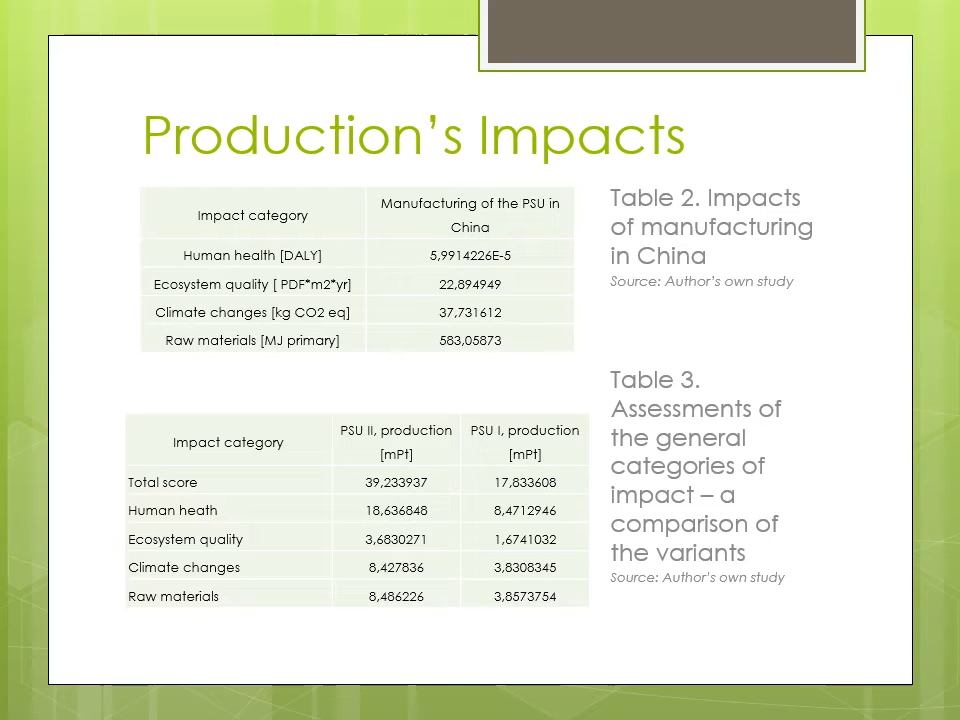 Production’s Impacts
Impact category
Manufacturing of the PSU in
China
Human health [DALY]
5,9914226E-5
Ecosystem quality [ PDF*m2*yr]
22,894949
Climate changes [kg CO2 eq]
37,731612
Raw materials [MJ primary]
583,05873
Table 2. Impacts
of manufacturing
in China
Source: Author’s own study
Impact category
PSU II, production
[mPt]
PSU I, production
[mPt]
Total score
39,233937
17,833608
Human heath
18,636848
8,4712946
Ecosystem quality
3,6830271
1,6741032
Climate changes
8,427836
3,8308345
Raw materials
8,486226
3,8573754
Table 3.
Assessments of
the general
categories of
impact – a
comparison of
the variants
Source: Author’s own study